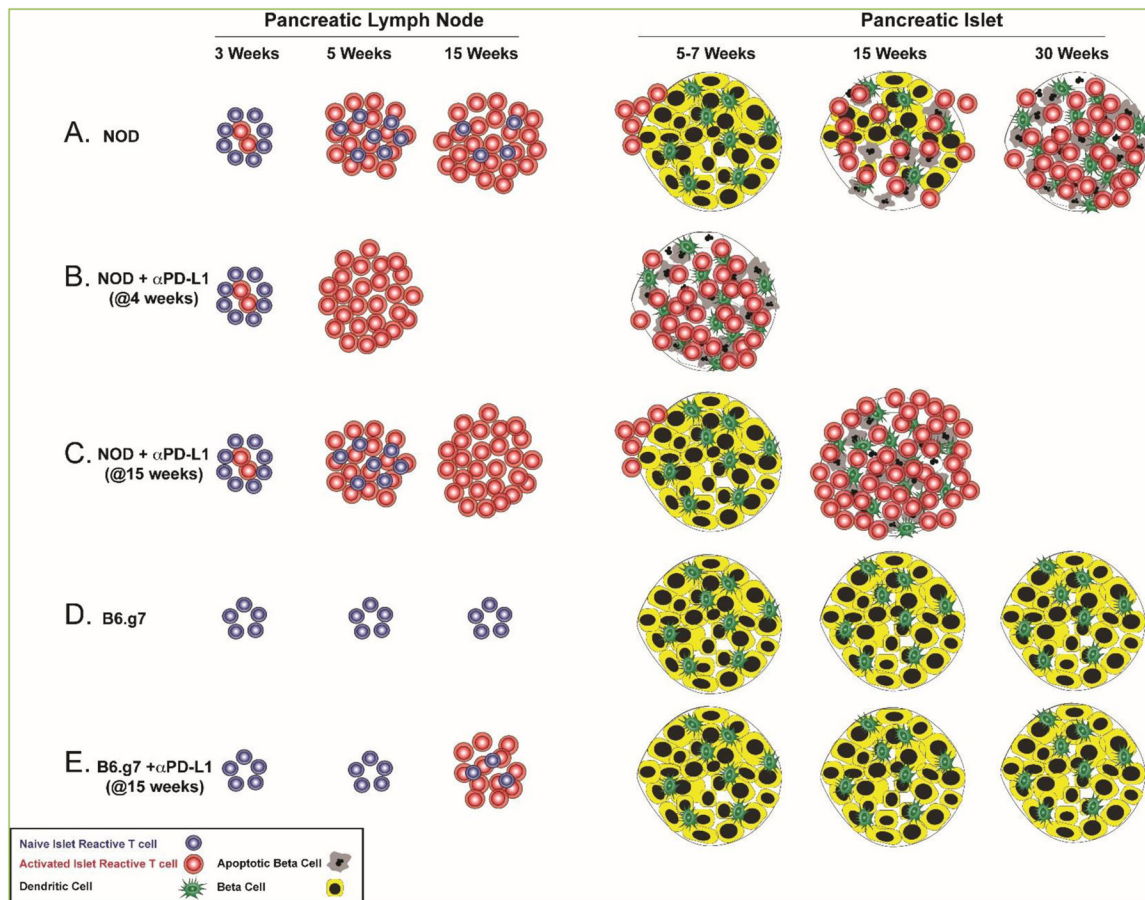 Pancreatic Lymph Node
Pancreatic Islet
3 Weeks
5 Weeks
15 Weeks
5-7 Weeks
15 Weeks
30 Weeks
A. NOD
B. NOD + αPD-L1
(@4 weeks)
C. NOD + αPD-L1
(@15 weeks)
D. B6.g7
E. B6.g7 +αPD-L1
(@15 weeks)
Naive Islet Reactive T cell
Activated Islet Reactive T cell
Apoptotic Beta Cell
Dendritic Cell
Beta Cell